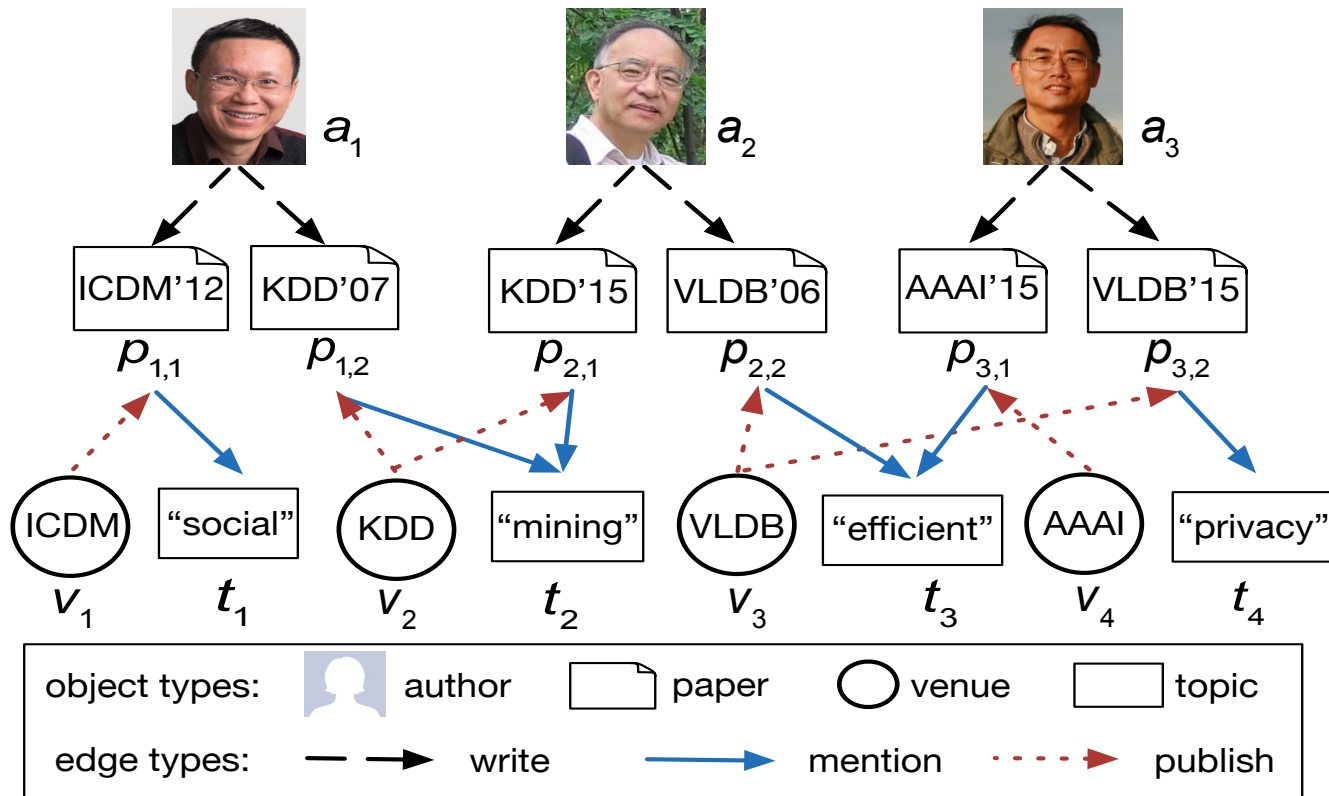 a1 a2 a3
ICDM’12 KDD’07 KDD’15 VLDB’06 AAAI’15 VLDB’15
p1,1 p1,2 p2,1 p2,2 p3,1 p3,2
ICDM “social” KDD “mining” VLDB “efficient” AAAI “privacy”
v1 t1 v2 t2 v3 t3 v4 t4
object types: author paper venue topic
edge types: write mention publish